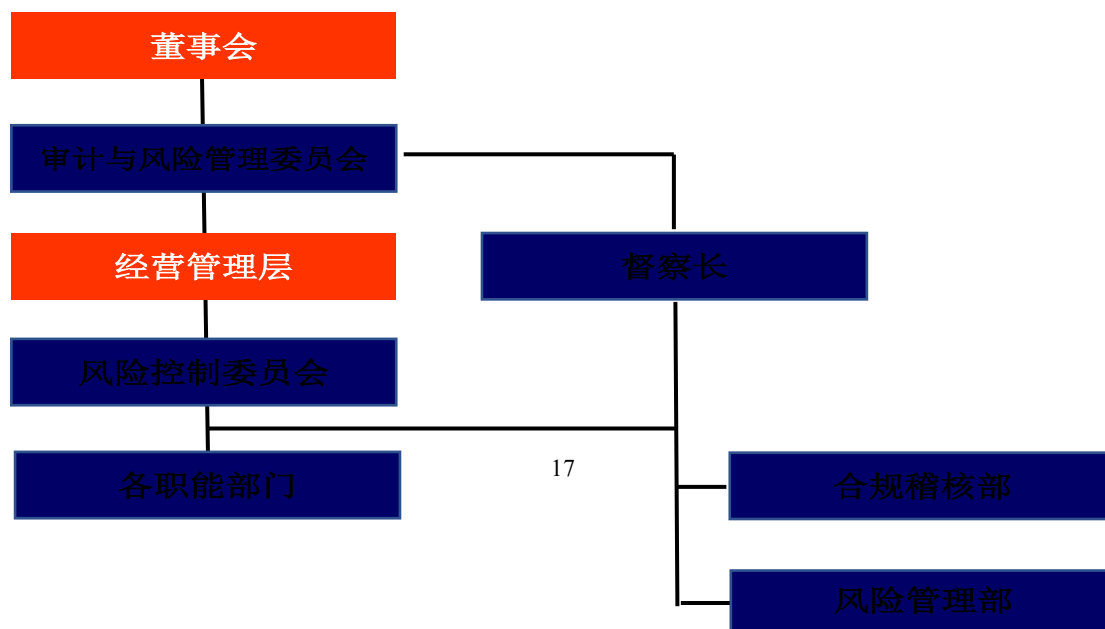 董事会
审计与风险管理委员会
经营管理层
督察长
风险控制委员会
各职能部门
17
合规稽核部
风险管理部